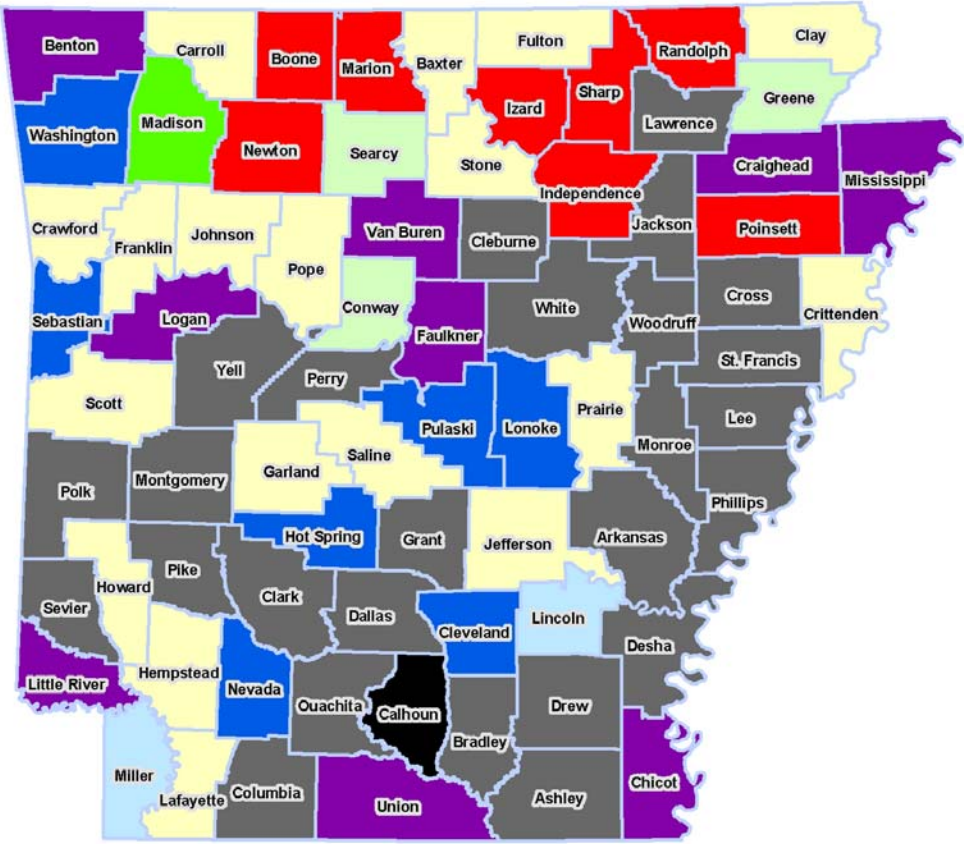 Benton
Carroll
Boone
Marion
Baxter
Fulton
Randolph
Clay
Izard
Sharp
Lawrence
Greene
Washington
Madison
Newton
Searcy
Stone
Independence
Jackson
Craighead
Mississippi
Poinsett
Crawford
Franklin
Johnson
Pope
Van Buren
Cleburne
Conway
Faulkner
White
Woodruff
Cross
Crittenden
Sebastian
Logan
Yell
Perry
St. Francis
Scott
Pulaski
Lonoke
Prairie
Monroe
Lee
Polk
Montgomery
Garland
Saline
Phillips
Hot Spring
Grant
Jefferson
Arkansas
Howard
Pike
Sevier
Clark
Dallas
Cleveland
Lincoln
Desha
Little River
Hempstead
Nevada
Ouachita
Calhoun
Bradley
Drew
Miller
Lafayette
Columbia
Union
Ashley
Chicot